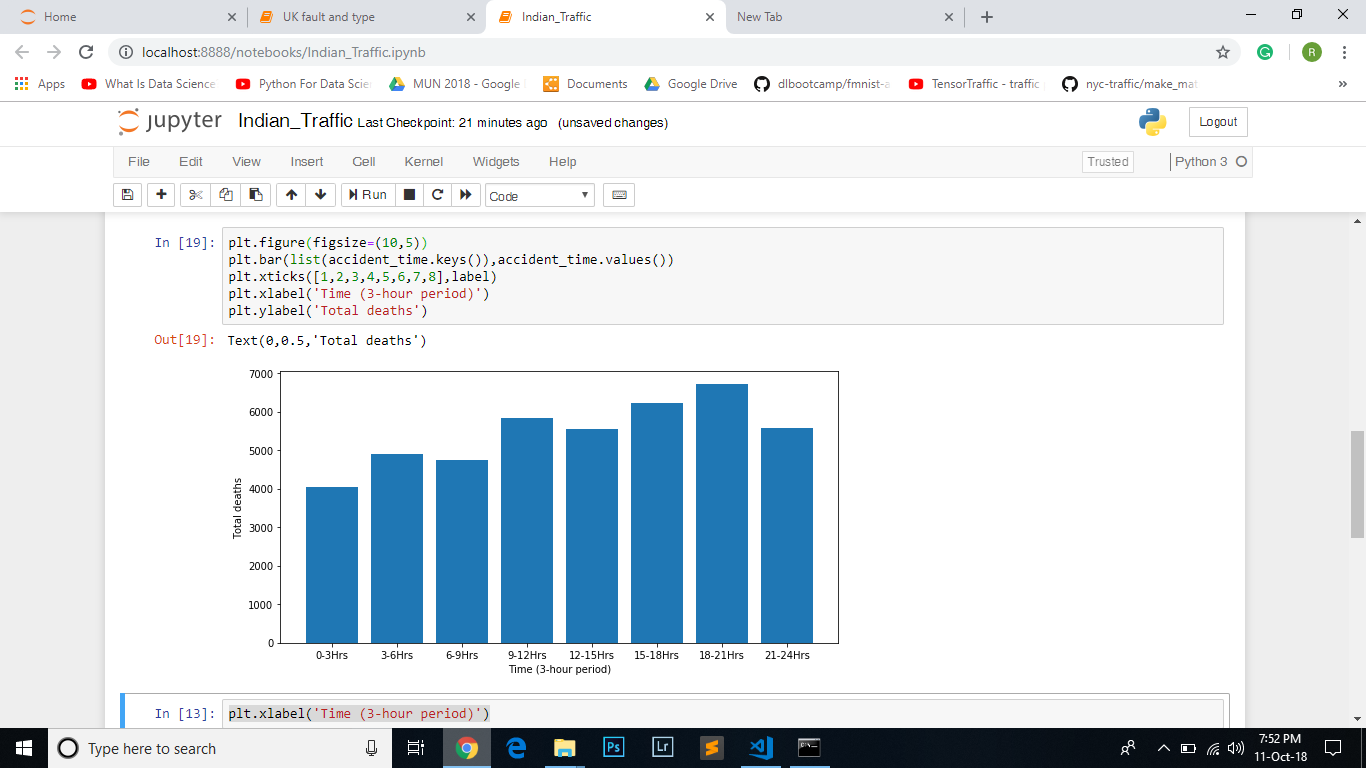 Home
UK fault and type
Indian_Traffic
New Tab
localhost:8888/notebooks/Indian_Traffic.ipynb
R
Apps
What Is Data Science
Python For Data Scie
MUN 2018 - Google
Documents
Google Drive
dlbootcamp/fmnist-a
TensorTraffic - traffic
nyc-traffic/make_mat
»
jupyter Indian_Traffic Last Checkpoint: 21 minutes ago (unsaved changes)
Logout
File Edit View Insert Cell Kernel Widgets Help
Trusted
Python 3
Run
Code
In [19]:
plt.figure(figsize=(10,5))
plt.bar(list(accident_time.keys()),accident_time.values())
plt.xticks([1,2,3,4,5,6,7,8],label)
plt.xlabel('Time (3-hour period)')
plt.ylabel('Total deaths')
Out[19]: Text(0,0.5,'Total deaths')
7000
6000
5000
4000
3000
2000
1000
0
Total deaths
0-3Hrs 3-6Hrs 6-9Hrs 9-12Hrs 12-15Hrs 15-18Hrs 18-21Hrs 21-24Hrs
Time (3-hour period)
In [13]: plt.xlabel('Time (3-hour period)')
Type here to search
Ps
Lr
7:52 PM
11-Oct-18